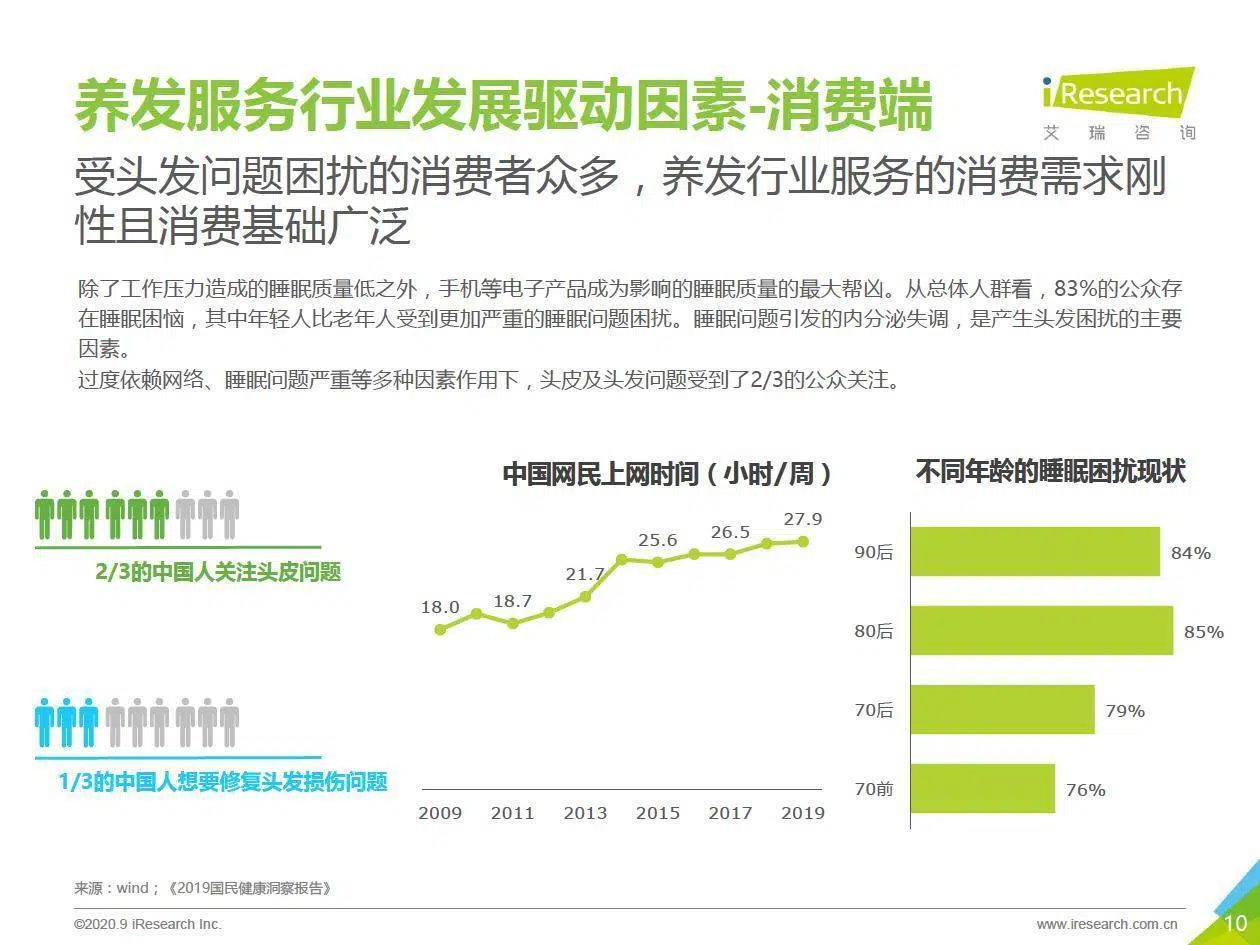 养发服务行业发展驱动因素-消费端
iResearch
艾瑞咨询
受头发问题困扰的消费者众多，养发行业服务的消费需求刚
性且消费基础广泛
除了工作压力造成的睡眠质量低之外，手机等电子产品成为影响的睡眠质量的最大帮凶。从总体人群看，83%的公众存
在睡眠困恼，其中年轻人比老年人受到更加严重的睡眠问题困扰。睡眠问题引发的内分泌失调，是产生头发困扰的主要
因素。
过度依赖网络、睡眠问题严重等多种因素作用下，头皮及头发问题受到了2/3的公众关注。
2/3的中国人关注头皮问题
1/3的中国人想要修复头发损伤问题
中国网民上网时间（小时/周）
18.0
18.7
21.7
25.6
26.5
27.9
2009
2011
2013
2015
2017
2019
不同年龄的睡眠困扰现状
90后
84%
80后
85%
70后
79%
70前
76%
来源：wind；《2019国民健康洞察报告》
©2020.9 iResearch Inc.
www.iresearch.com.cn
10